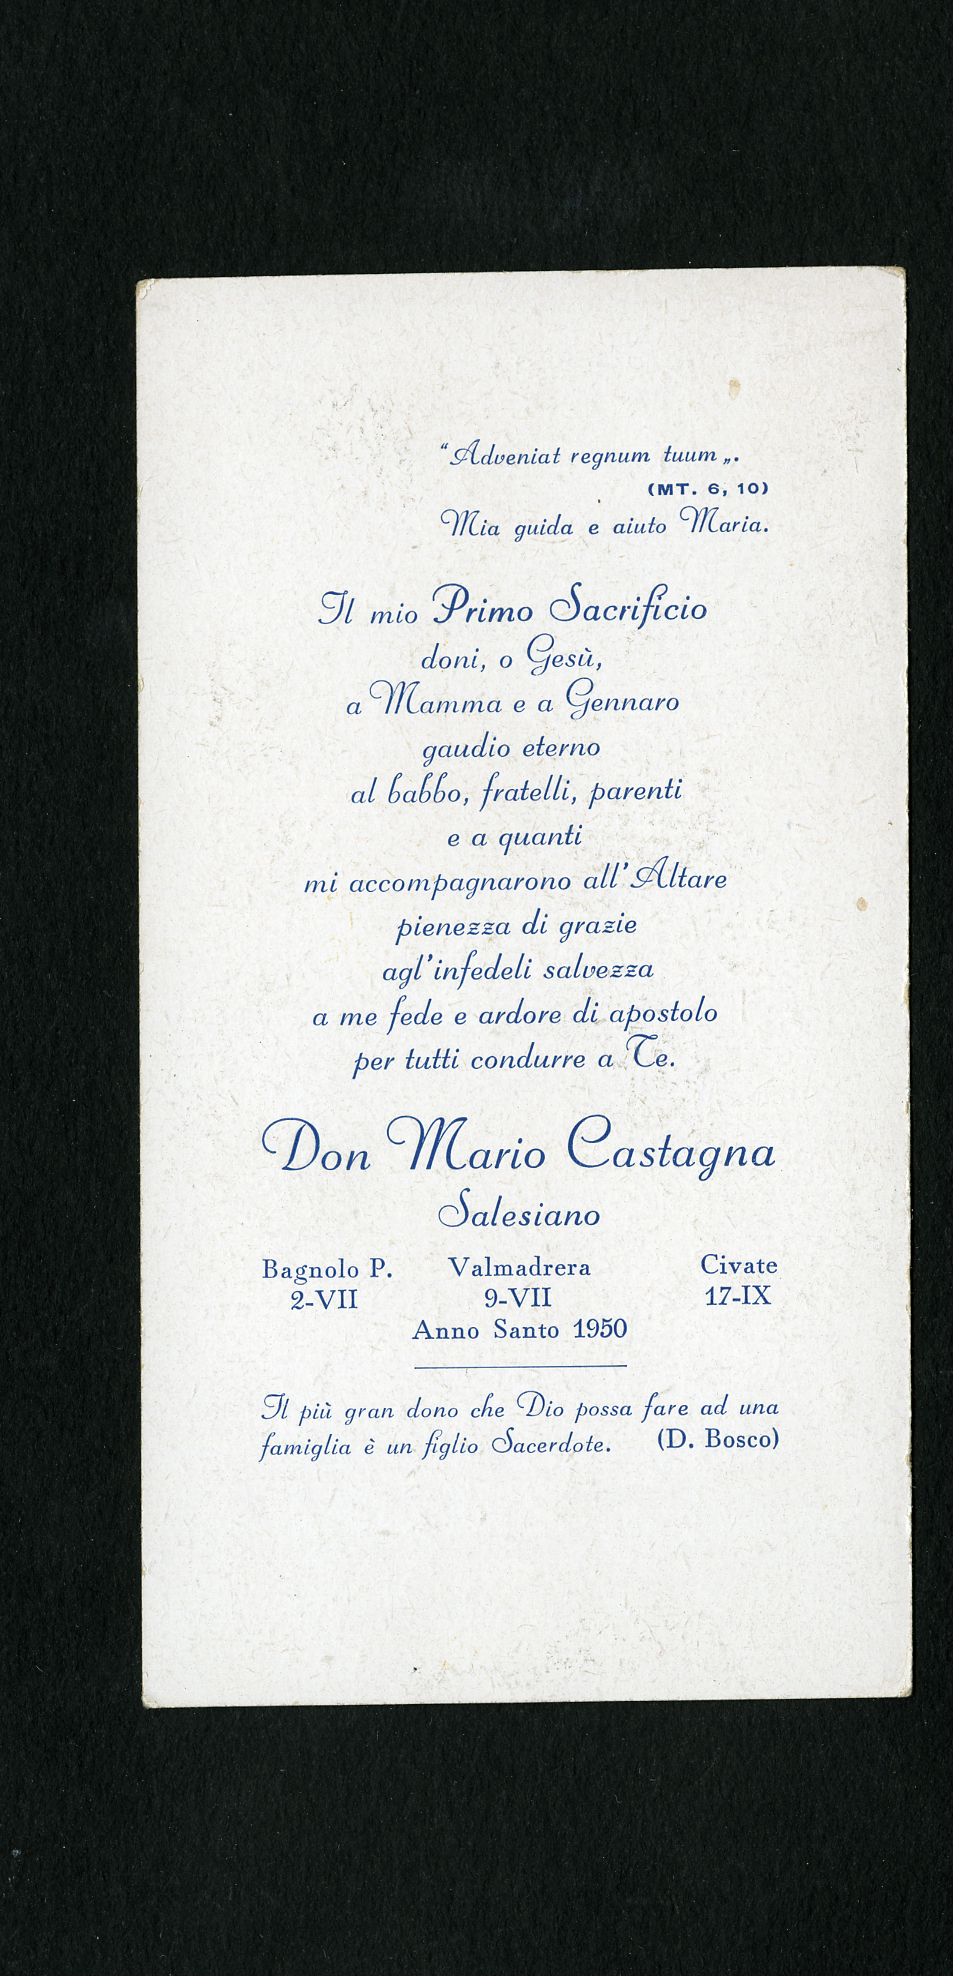 “Adveniat regnum tuum„.
(MT. 6, 10)
Mia guida e aiuto Maria.
Il mio Primo Sacrificio
doni, o Gesù,
a Mamma e a Gennaro
gaudio eterno
al babbo, fratelli, parenti
e a quanti
mi accompagnarono all'Altare
pienezza di grazie
agl'infedeli salvezza
a me fede e ardore di apostolo
per tutti condurre a Te.
Don Mario Castagna
Salesiano
Bagnolo P. Valmadrera Civate
2-VII 9-VII 17-IX
Anno Santo 1950
Il più gran dono che Dio possa fare ad una
famiglia è un figlio Sacerdote. (D. Bosco)